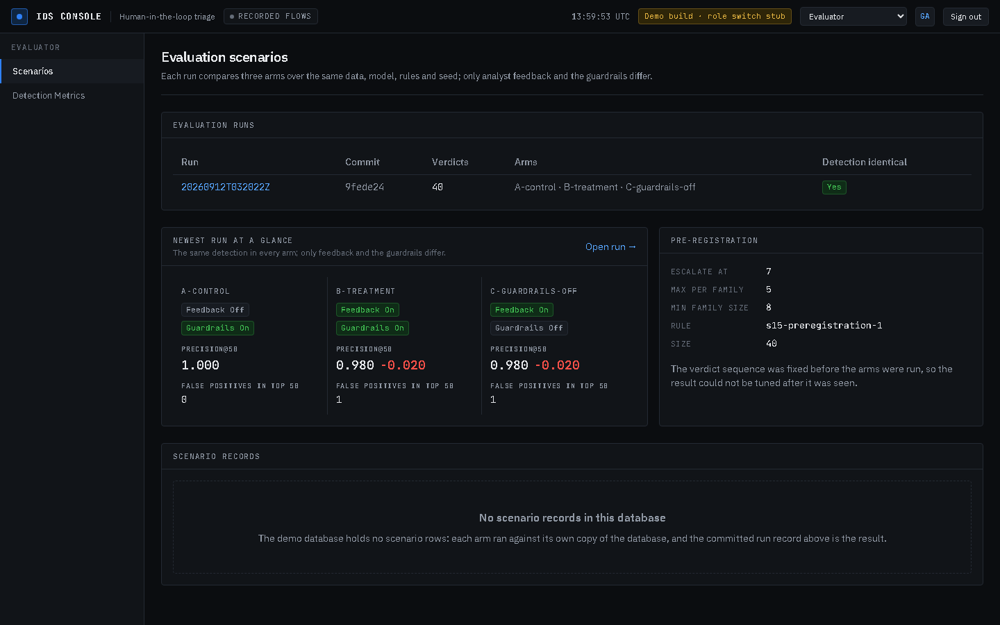 IDS CONSOLE
Human-in-the-loop triage
RECORDED FLOWS
13:59:53 UTC
Demo build · role switch stub
Evaluator
GA
Sign out
EVALUATOR
Scenarios
Detection Metrics
Evaluation scenarios
Each run compares three arms over the same data, model, rules and seed; only analyst feedback and the guardrails differ.
EVALUATION RUNS
Run Commit Verdicts Arms Detection identical
20260912T032022Z 9fede24 40 A-control · B-treatment · C-guardrails-off Yes
NEWEST RUN AT A GLANCE
The same detection in every arm; only feedback and the guardrails differ.
Open run →
A-CONTROL
Feedback Off
Guardrails On
PRECISION@50
1.000
FALSE POSITIVES IN TOP 50
0
B-TREATMENT
Feedback On
Guardrails On
PRECISION@50
0.980 -0.020
FALSE POSITIVES IN TOP 50
1
C-GUARDRAILS-OFF
Feedback On
Guardrails Off
PRECISION@50
0.980 -0.020
FALSE POSITIVES IN TOP 50
1
PRE-REGISTRATION
ESCALATE AT 7
MAX PER FAMILY 5
MIN FAMILY SIZE 8
RULE s15-preregistration-1
SIZE 40
The verdict sequence was fixed before the arms were run, so the
result could not be tuned after it was seen.
SCENARIO RECORDS
No scenario records in this database
The demo database holds no scenario rows: each arm ran against its own copy of the database, and the committed run record above is the result.